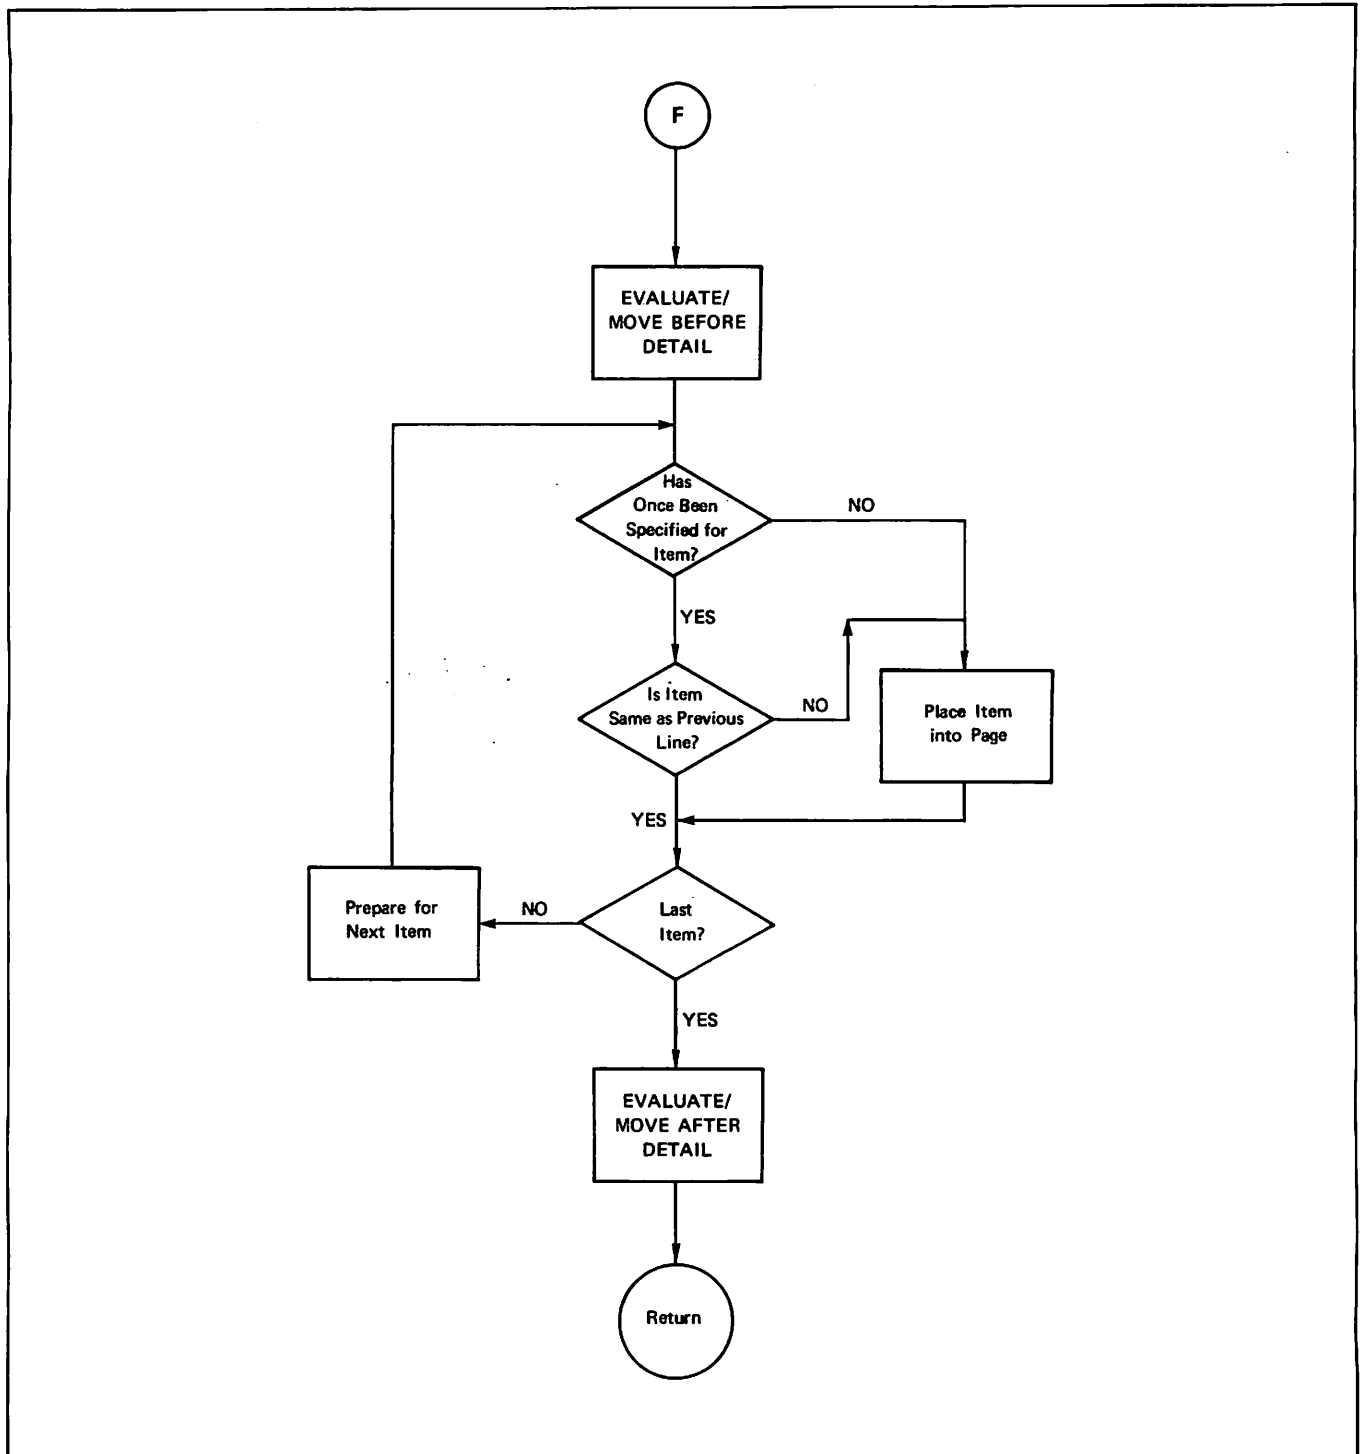 F
EVALUATE/
MOVE BEFORE
DETAIL
Has
Once Been
Specified for
Item?
NO
YES
Is Item
Same as Previous
Line?
NO
Place Item
into Page
YES
Last
Item?
NO
Prepare for
Next Item
YES
EVALUATE/
MOVE AFTER
DETAIL
Return